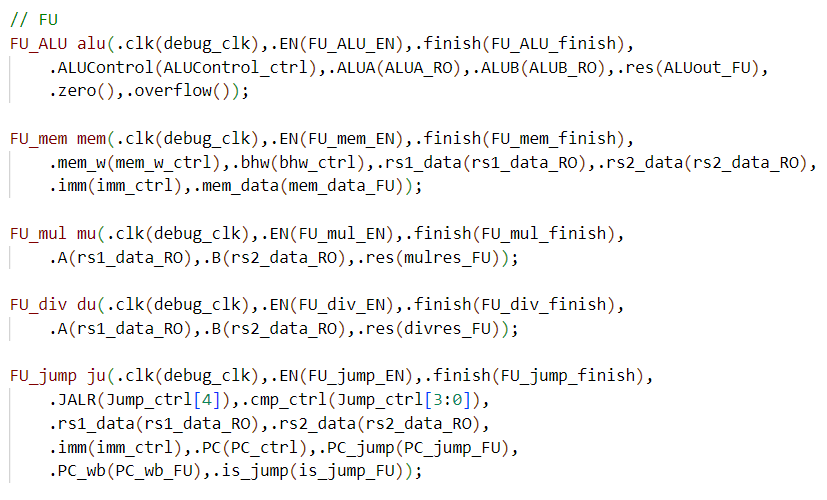 // FU
FU_ALU alu(.clk(debug_clk),.EN(FU_ALU_EN),.finish(FU_ALU_finish),
    .ALUControl(ALUControl_ctrl),.ALUA(ALUA_RO),.ALUB(ALUB_RO),.res(ALUout_FU),
    .zero(),.overflow());

FU_mem mem(.clk(debug_clk),.EN(FU_mem_EN),.finish(FU_mem_finish),
    .mem_w(mem_w_ctrl),.bhw(bhw_ctrl),.rs1_data(rs1_data_RO),.rs2_data(rs2_data_RO),
    .imm(imm_ctrl),.mem_data(mem_data_FU));

FU_mul mu(.clk(debug_clk),.EN(FU_mul_EN),.finish(FU_mul_finish),
    .A(rs1_data_RO),.B(rs2_data_RO),.res(mulres_FU));

FU_div du(.clk(debug_clk),.EN(FU_div_EN),.finish(FU_div_finish),
    .A(rs1_data_RO),.B(rs2_data_RO),.res(divres_FU));

FU_jump ju(.clk(debug_clk),.EN(FU_jump_EN),.finish(FU_jump_finish),
    .JALR(Jump_ctrl[4]),.cmp_ctrl(Jump_ctrl[3:0]),
    .rs1_data(rs1_data_RO),.rs2_data(rs2_data_RO),
    .imm(imm_ctrl),.PC(PC_ctrl),.PC_jump(PC_jump_FU),
    .PC_wb(PC_wb_FU),.is_jump(is_jump_FU));